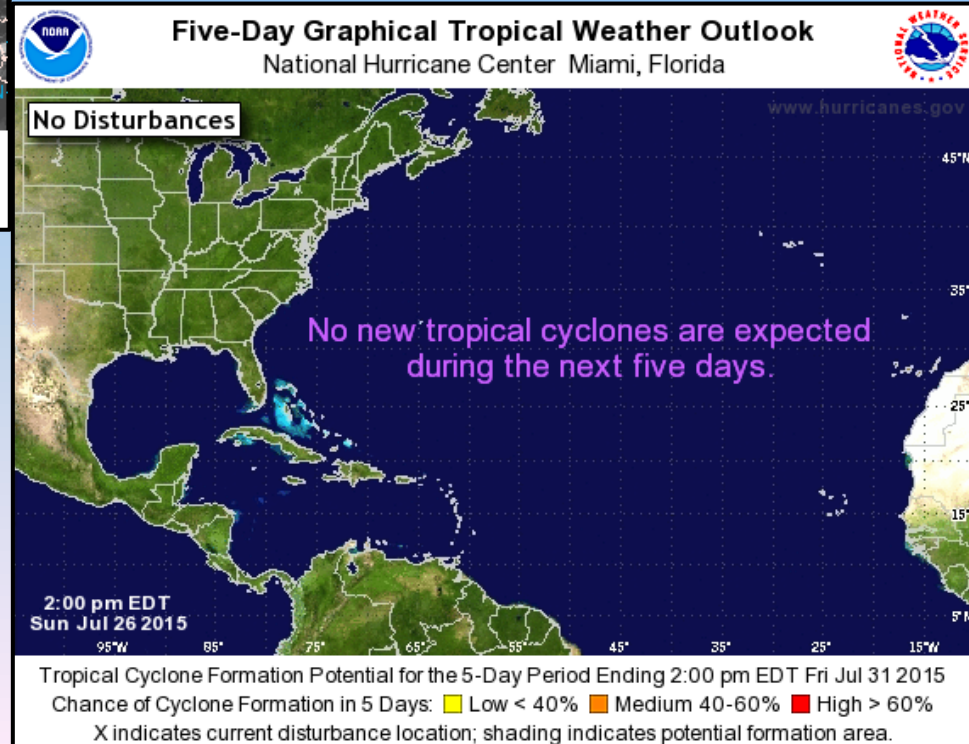 Five-Day Graphical Tropical Weather Outlook
National Hurricane Center Miami, Florida
NOAA
No Disturbances
www.hurricanes.gov
45°N
35°
No new tropical cyclones are expected
during the next five days.
25°
15°
5°N
2:00 pm EDT
Sun Jul 26 2015
95°W 85° 75° 65° 55° 45° 35° 25° 15°W
Tropical Cyclone Formation Potential for the 5-Day Period Ending 2:00 pm EDT Fri Jul 31 2015
Chance of Cyclone Formation in 5 Days: Low < 40% Medium 40-60% High > 60%
X indicates current disturbance location; shading indicates potential formation area.